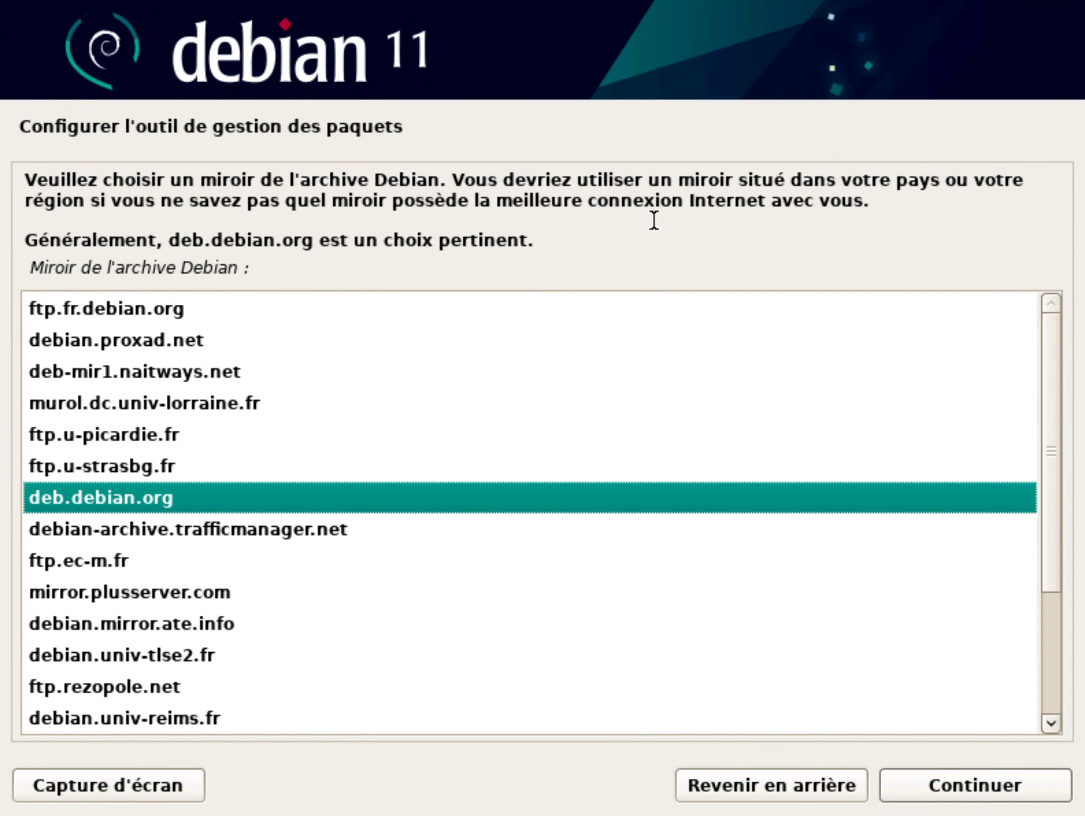 debian 11
Configurer l'outil de gestion des paquets
Veuillez choisir un miroir de l'archive Debian. Vous devriez utiliser un miroir situé dans votre pays ou votre
région si vous ne savez pas quel miroir possède la meilleure connexion Internet avec vous.
Généralement, deb.debian.org est un choix pertinent.
Miroir de l'archive Debian :
ftp.fr.debian.org
debian.proxad.net
deb-mir1.naitways.net
murol.dc.univ-lorraine.fr
ftp.u-picardie.fr
ftp.u-strasbg.fr
deb.debian.org
debian-archive.trafficmanager.net
ftp.ec-m.fr
mirror.plusserver.com
debian.mirror.ate.info
debian.univ-tlse2.fr
ftp.rezopole.net
debian.univ-reims.fr
Capture d'écran
Revenir en arrière
Continuer